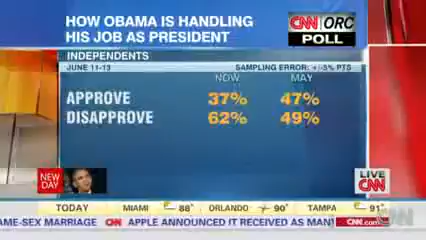 HOW OBAMA IS HANDLING
HIS JOB AS PRESIDENT
CNN ORC
POLL
INDEPENDENTS
JUNE 11-13
SAMPLING ERROR: +/-5% PTS
NOW MAY
APPROVE 37% 47%
DISAPPROVE 62% 49%
NEW
DAY
LIVE
CNN
TODAY MIAMI 88° ORLANDO 90° TAMPA 91°
AME-SEX MARRIAGE CNN APPLE ANNOUNCED IT RECEIVED AS MAN
CNN.com